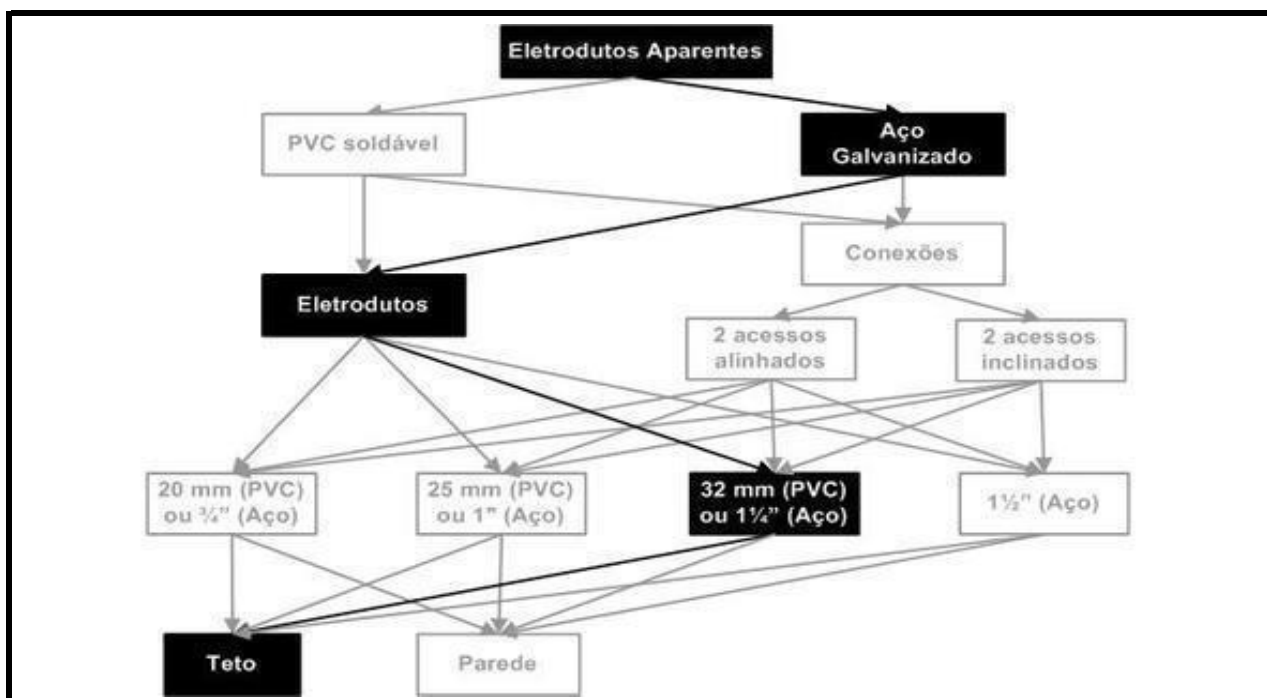 Eletrodutos Aparentes
PVC soldável
Aço
Galvanizado
Conexões
Eletrodutos
2 acessos
alinhados
2 acessos
inclinados
20 mm (PVC)
ou ¾” (Aço)
25 mm (PVC)
ou 1" (Aço)
32 mm (PVC)
ou 1¼” (Aço)
1½” (Aço)
Teto
Parede